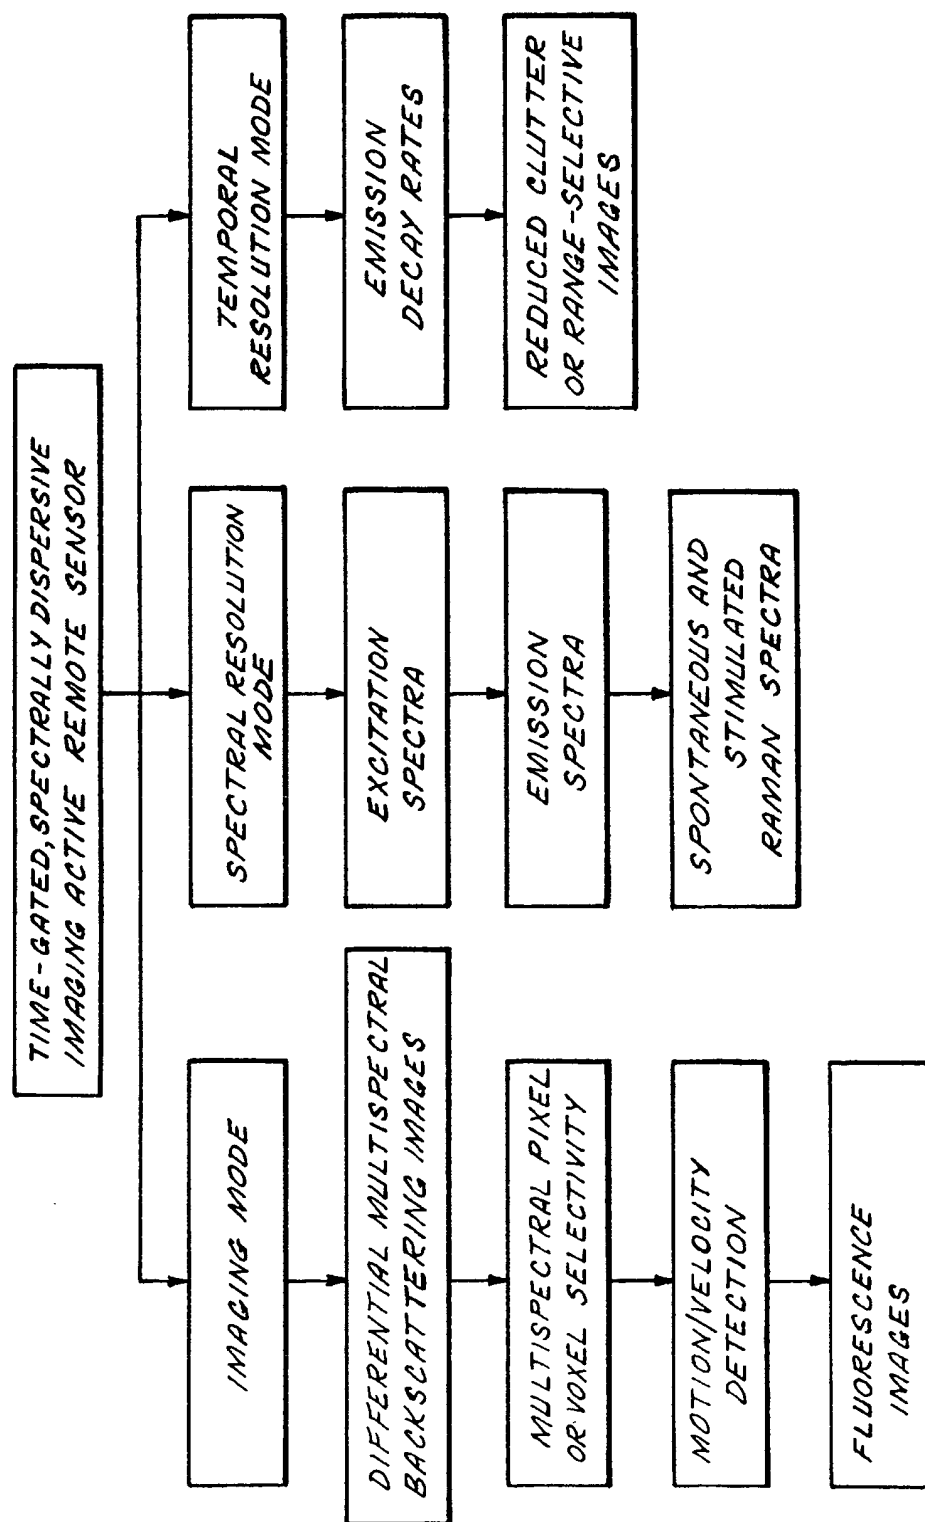 TIME-GATED, SPECTRALLY DISPERSIVE
IMAGING ACTIVE REMOTE SENSOR
IMAGING MODE
DIFFERENTIAL MULTISPECTRAL
BACKSCATTERING IMAGES
MULTISPECTRAL PIXEL
OR VOXEL SELECTIVITY
MOTION/VELOCITY
DETECTION
FLUORESCENCE
IMAGES
SPECTRAL RESOLUTION
MODE
EXCITATION
SPECTRA
EMISSION
SPECTRA
SPONTANEOUS AND
STIMULATED
RAMAN SPECTRA
TEMPORAL
RESOLUTION MODE
EMISSION
DECAY RATES
REDUCED CLUTTER
OR RANGE-SELECTIVE
IMAGES